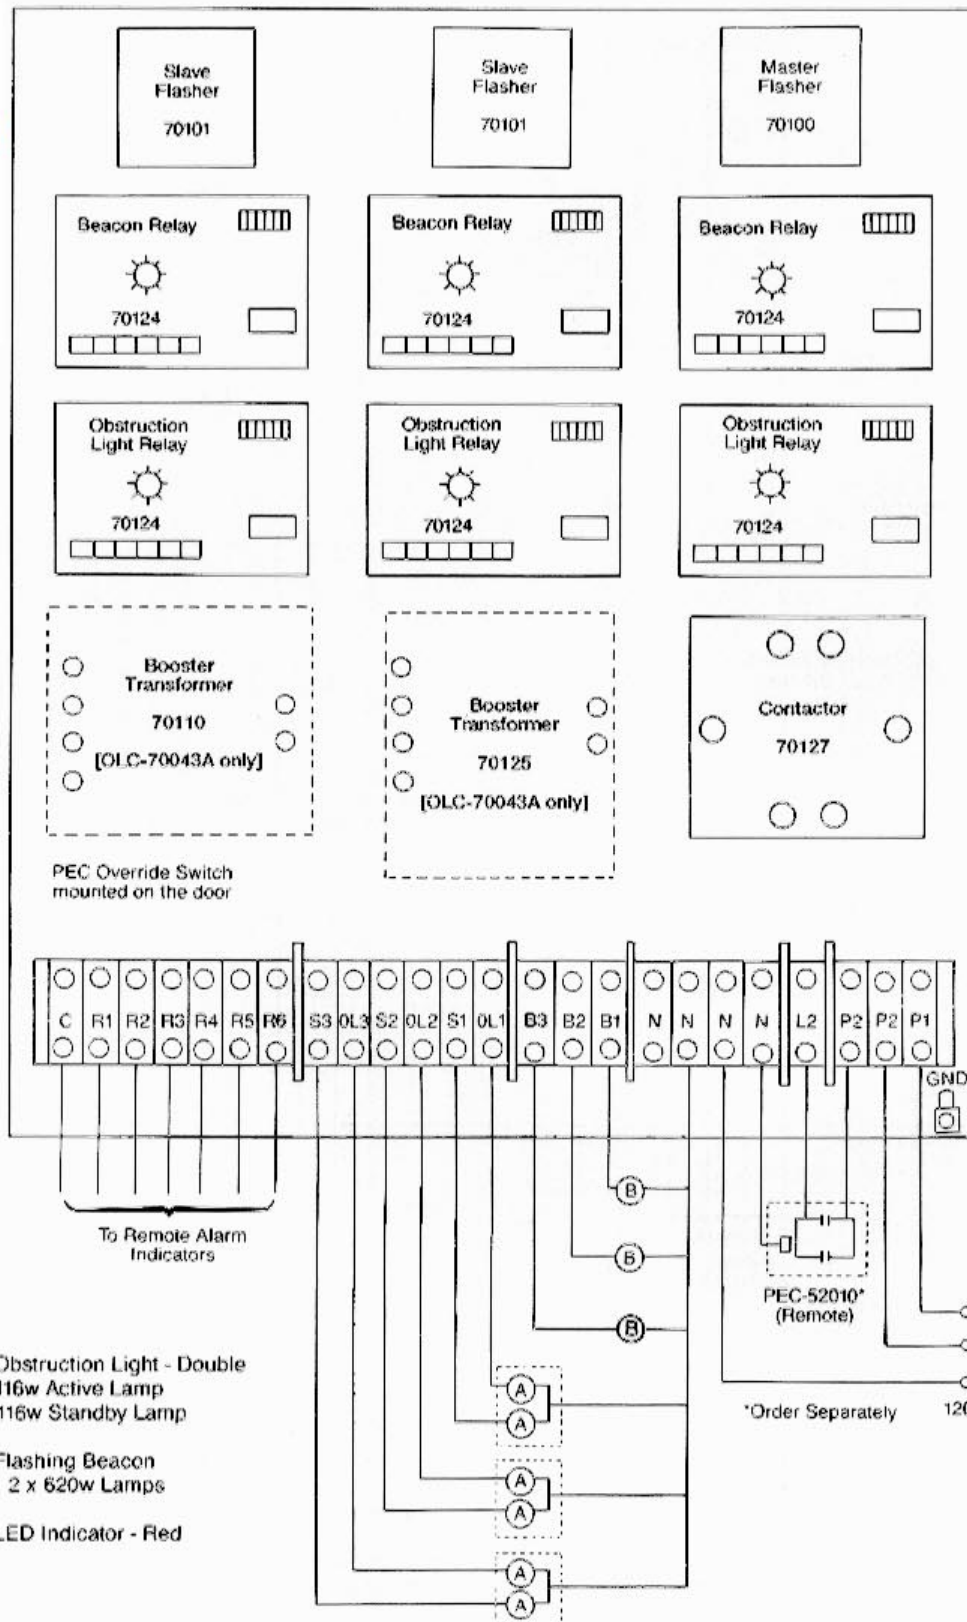 Slave
Flasher
70101
Slave
Flasher
70101
Master
Flasher
70100
Beacon Relay
70124
Beacon Relay
70124
Beacon Relay
70124
Obstruction
Light Relay
70124
Obstruction
Light Relay
70124
Obstruction
Light Relay
70124
Booster
Transformer
70110
[OLC-70043A only]
Booster
Transformer
70125
[OLC-70043A only]
Contactor
70127
PEC Override Switch
mounted on the door
C R1 R2 R3 R4 R5 R6 S3 OL3 S2 OL2 S1 OL1 B3 B2 B1 N N N N L2 P2 P2 P1
GND
To Remote Alarm
Indicators
B
B
B
PEC-52010*
(Remote)
*Order Separately
120
A
A
A
A
A
A
Obstruction Light - Double
116w Active Lamp
116w Standby Lamp
Flashing Beacon
2 x 620w Lamps
LED Indicator - Red